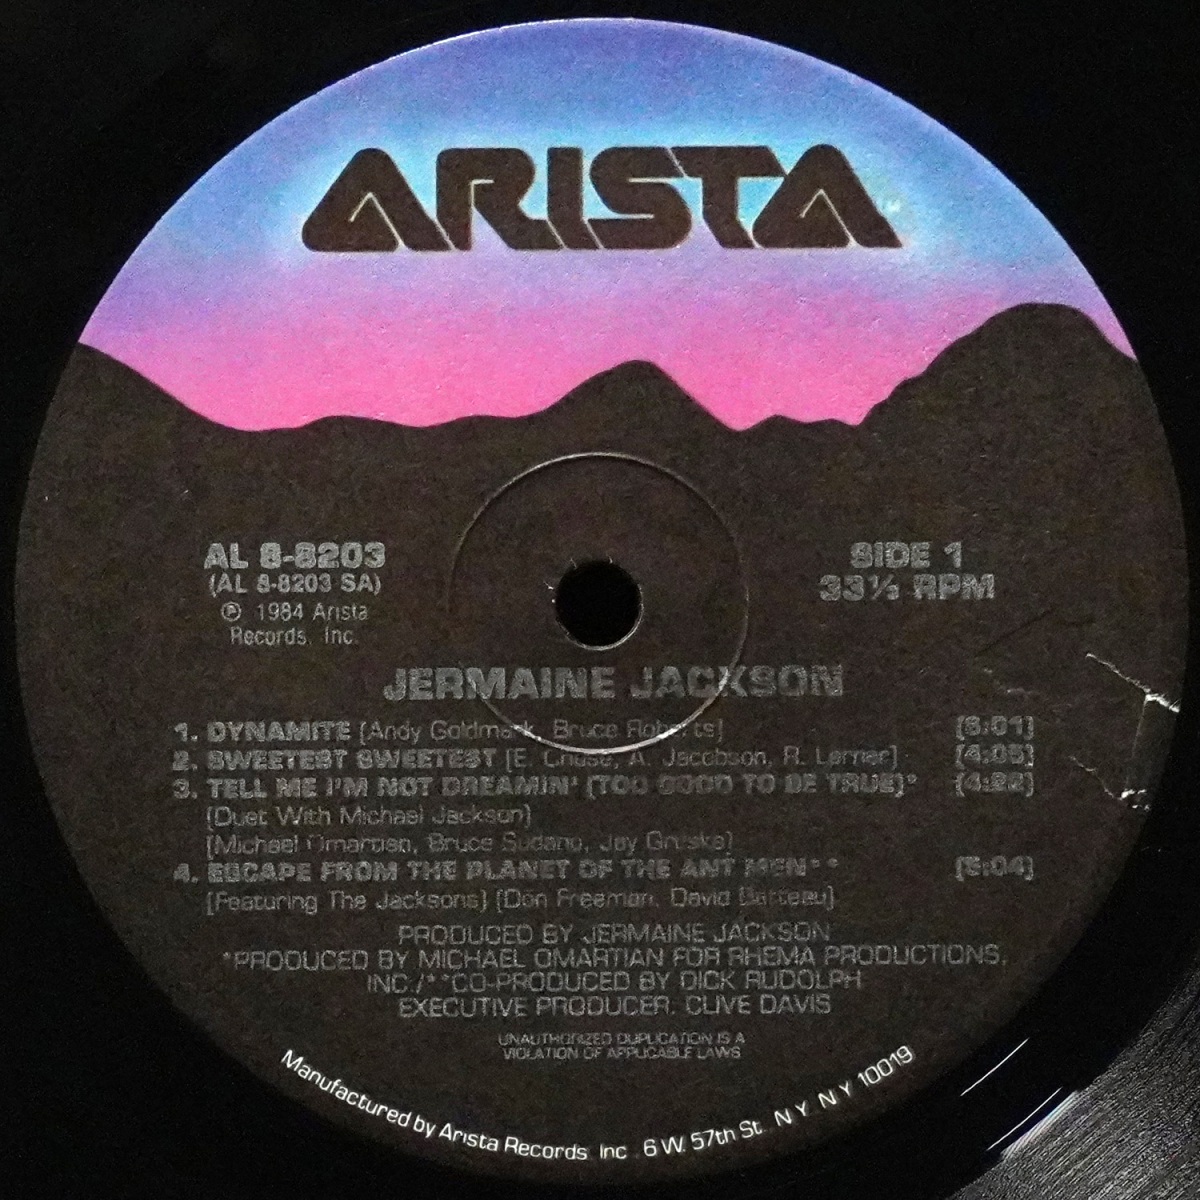 ARISTA
AL 8-8203
(AL 8-8203 SA)
Ⓟ 1984 Arista
Records, Inc.
SIDE 1
33⅓ RPM
JERMAINE JACKSON
1. DYNAMITE [Andy Goldmark, Bruce Roberts] [6:01]
2. SWEETEST SWEETEST [E. Chuse, A. Jacobson, R. Lerner] [4:05]
3. TELL ME I'M NOT DREAMIN' [TOO GOOD TO BE TRUE]* [4:22]
[Duet With Michael Jackson]
[Michael Omartian, Bruce Sudano, Jay Gruska]
4. ESCAPE FROM THE PLANET OF THE ANT MEN** [5:04]
[Featuring The Jacksons] [Don Freeman, David Batteau]
PRODUCED BY JERMAINE JACKSON
*PRODUCED BY MICHAEL OMARTIAN FOR RHEMA PRODUCTIONS,
INC./**CO-PRODUCED BY DICK RUDOLPH
EXECUTIVE PRODUCER: CLIVE DAVIS
UNAUTHORIZED DUPLICATION IS A
VIOLATION OF APPLICABLE LAWS
Manufactured by Arista Records, Inc. 6 W. 57th St. N Y N Y 10019